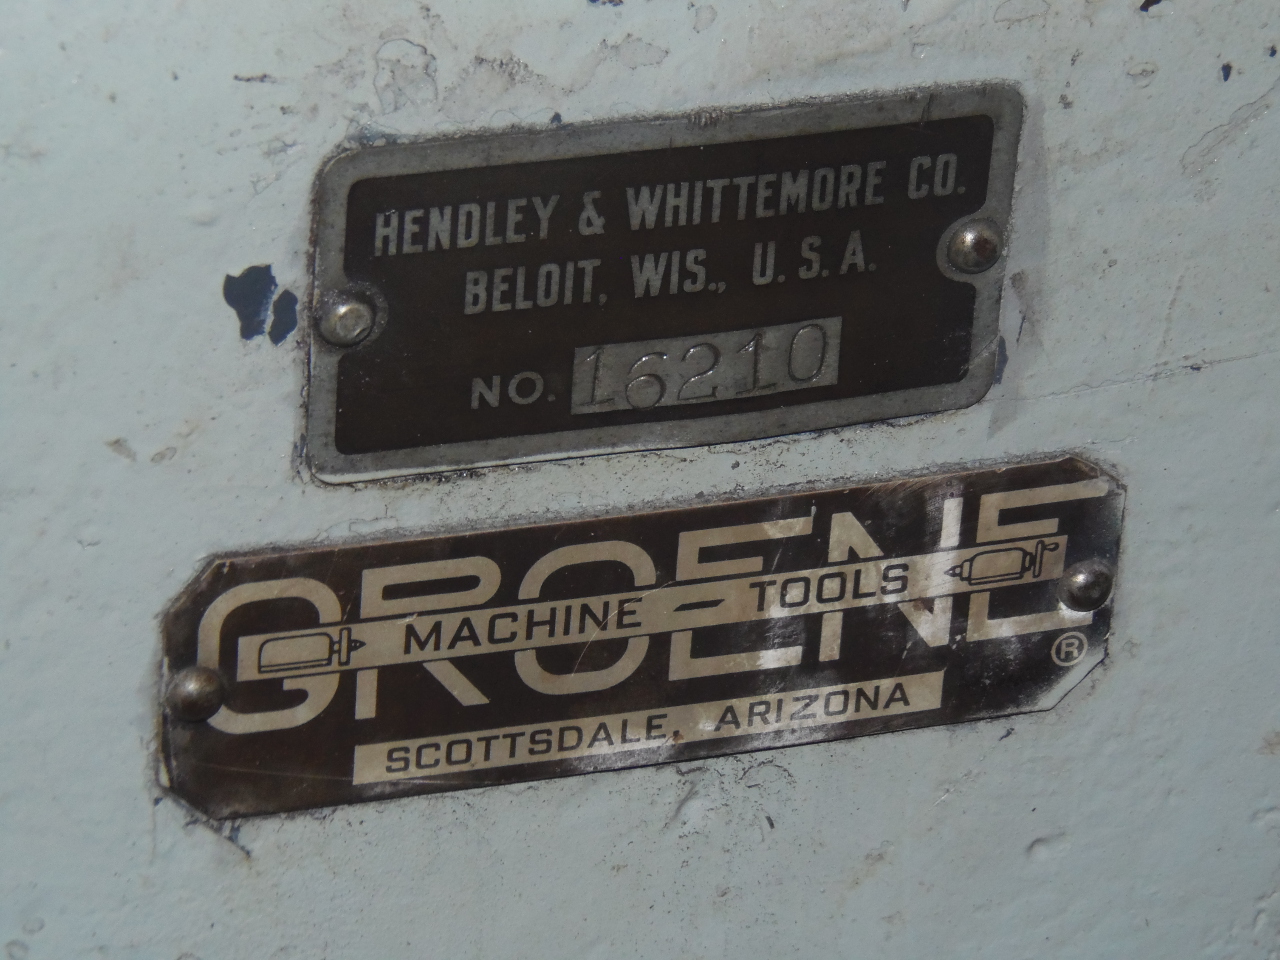 HENDLEY & WHITTEMORE CO.
BELOIT, WIS., U.S.A.
NO. 16210
GROENE
MACHINE TOOLS
®
SCOTTSDALE, ARIZONA